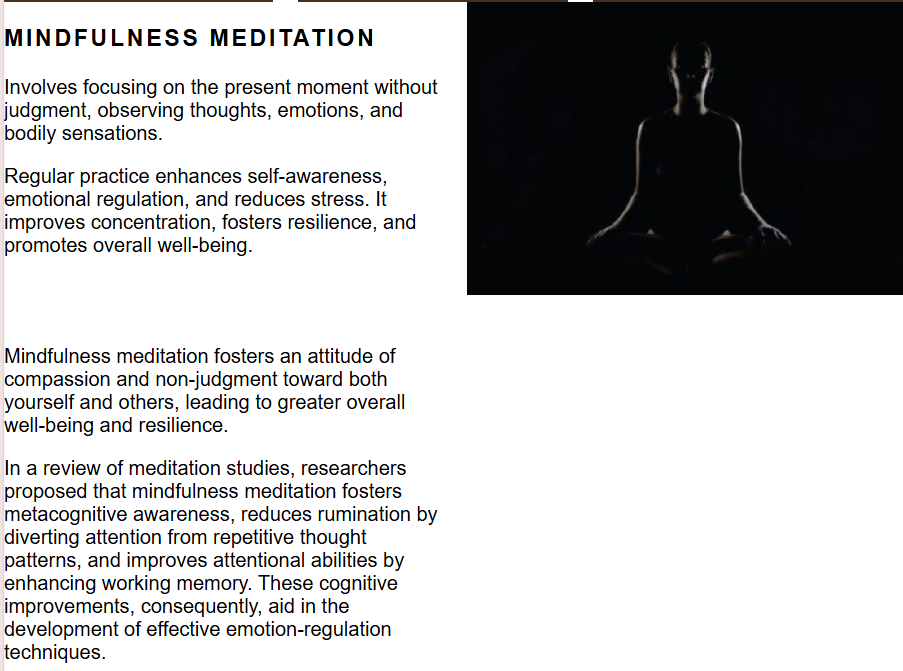 MINDFULNESS MEDITATION
Involves focusing on the present moment without
judgment, observing thoughts, emotions, and
bodily sensations.
Regular practice enhances self-awareness,
emotional regulation, and reduces stress. It
improves concentration, fosters resilience, and
promotes overall well-being.
Mindfulness meditation fosters an attitude of
compassion and non-judgment toward both
yourself and others, leading to greater overall
well-being and resilience.
In a review of meditation studies, researchers
proposed that mindfulness meditation fosters
metacognitive awareness, reduces rumination by
diverting attention from repetitive thought
patterns, and improves attentional abilities by
enhancing working memory. These cognitive
improvements, consequently, aid in the
development of effective emotion-regulation
techniques.